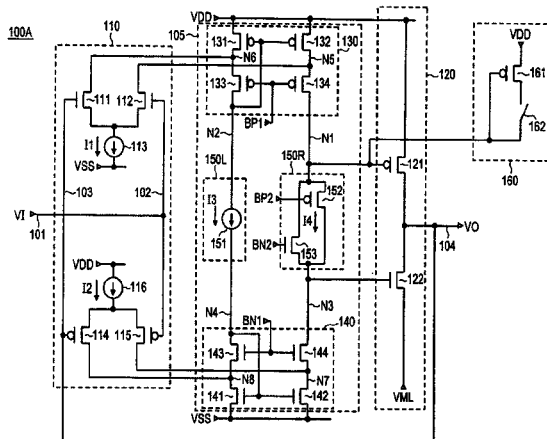 100A
110
105
VDD
131
132
130
N6
N5
133
134
BP1
111
112
I1
113
VSS
103
102
N2
N1
150L
150R
BP2
152
I3
151
I4
BN2
153
VI
101
VDD
I2
116
114
115
N4
N3
BN1
140
143
144
N8
N7
141
142
VSS
120
121
VO
104
122
VML
VDD
161
162
160